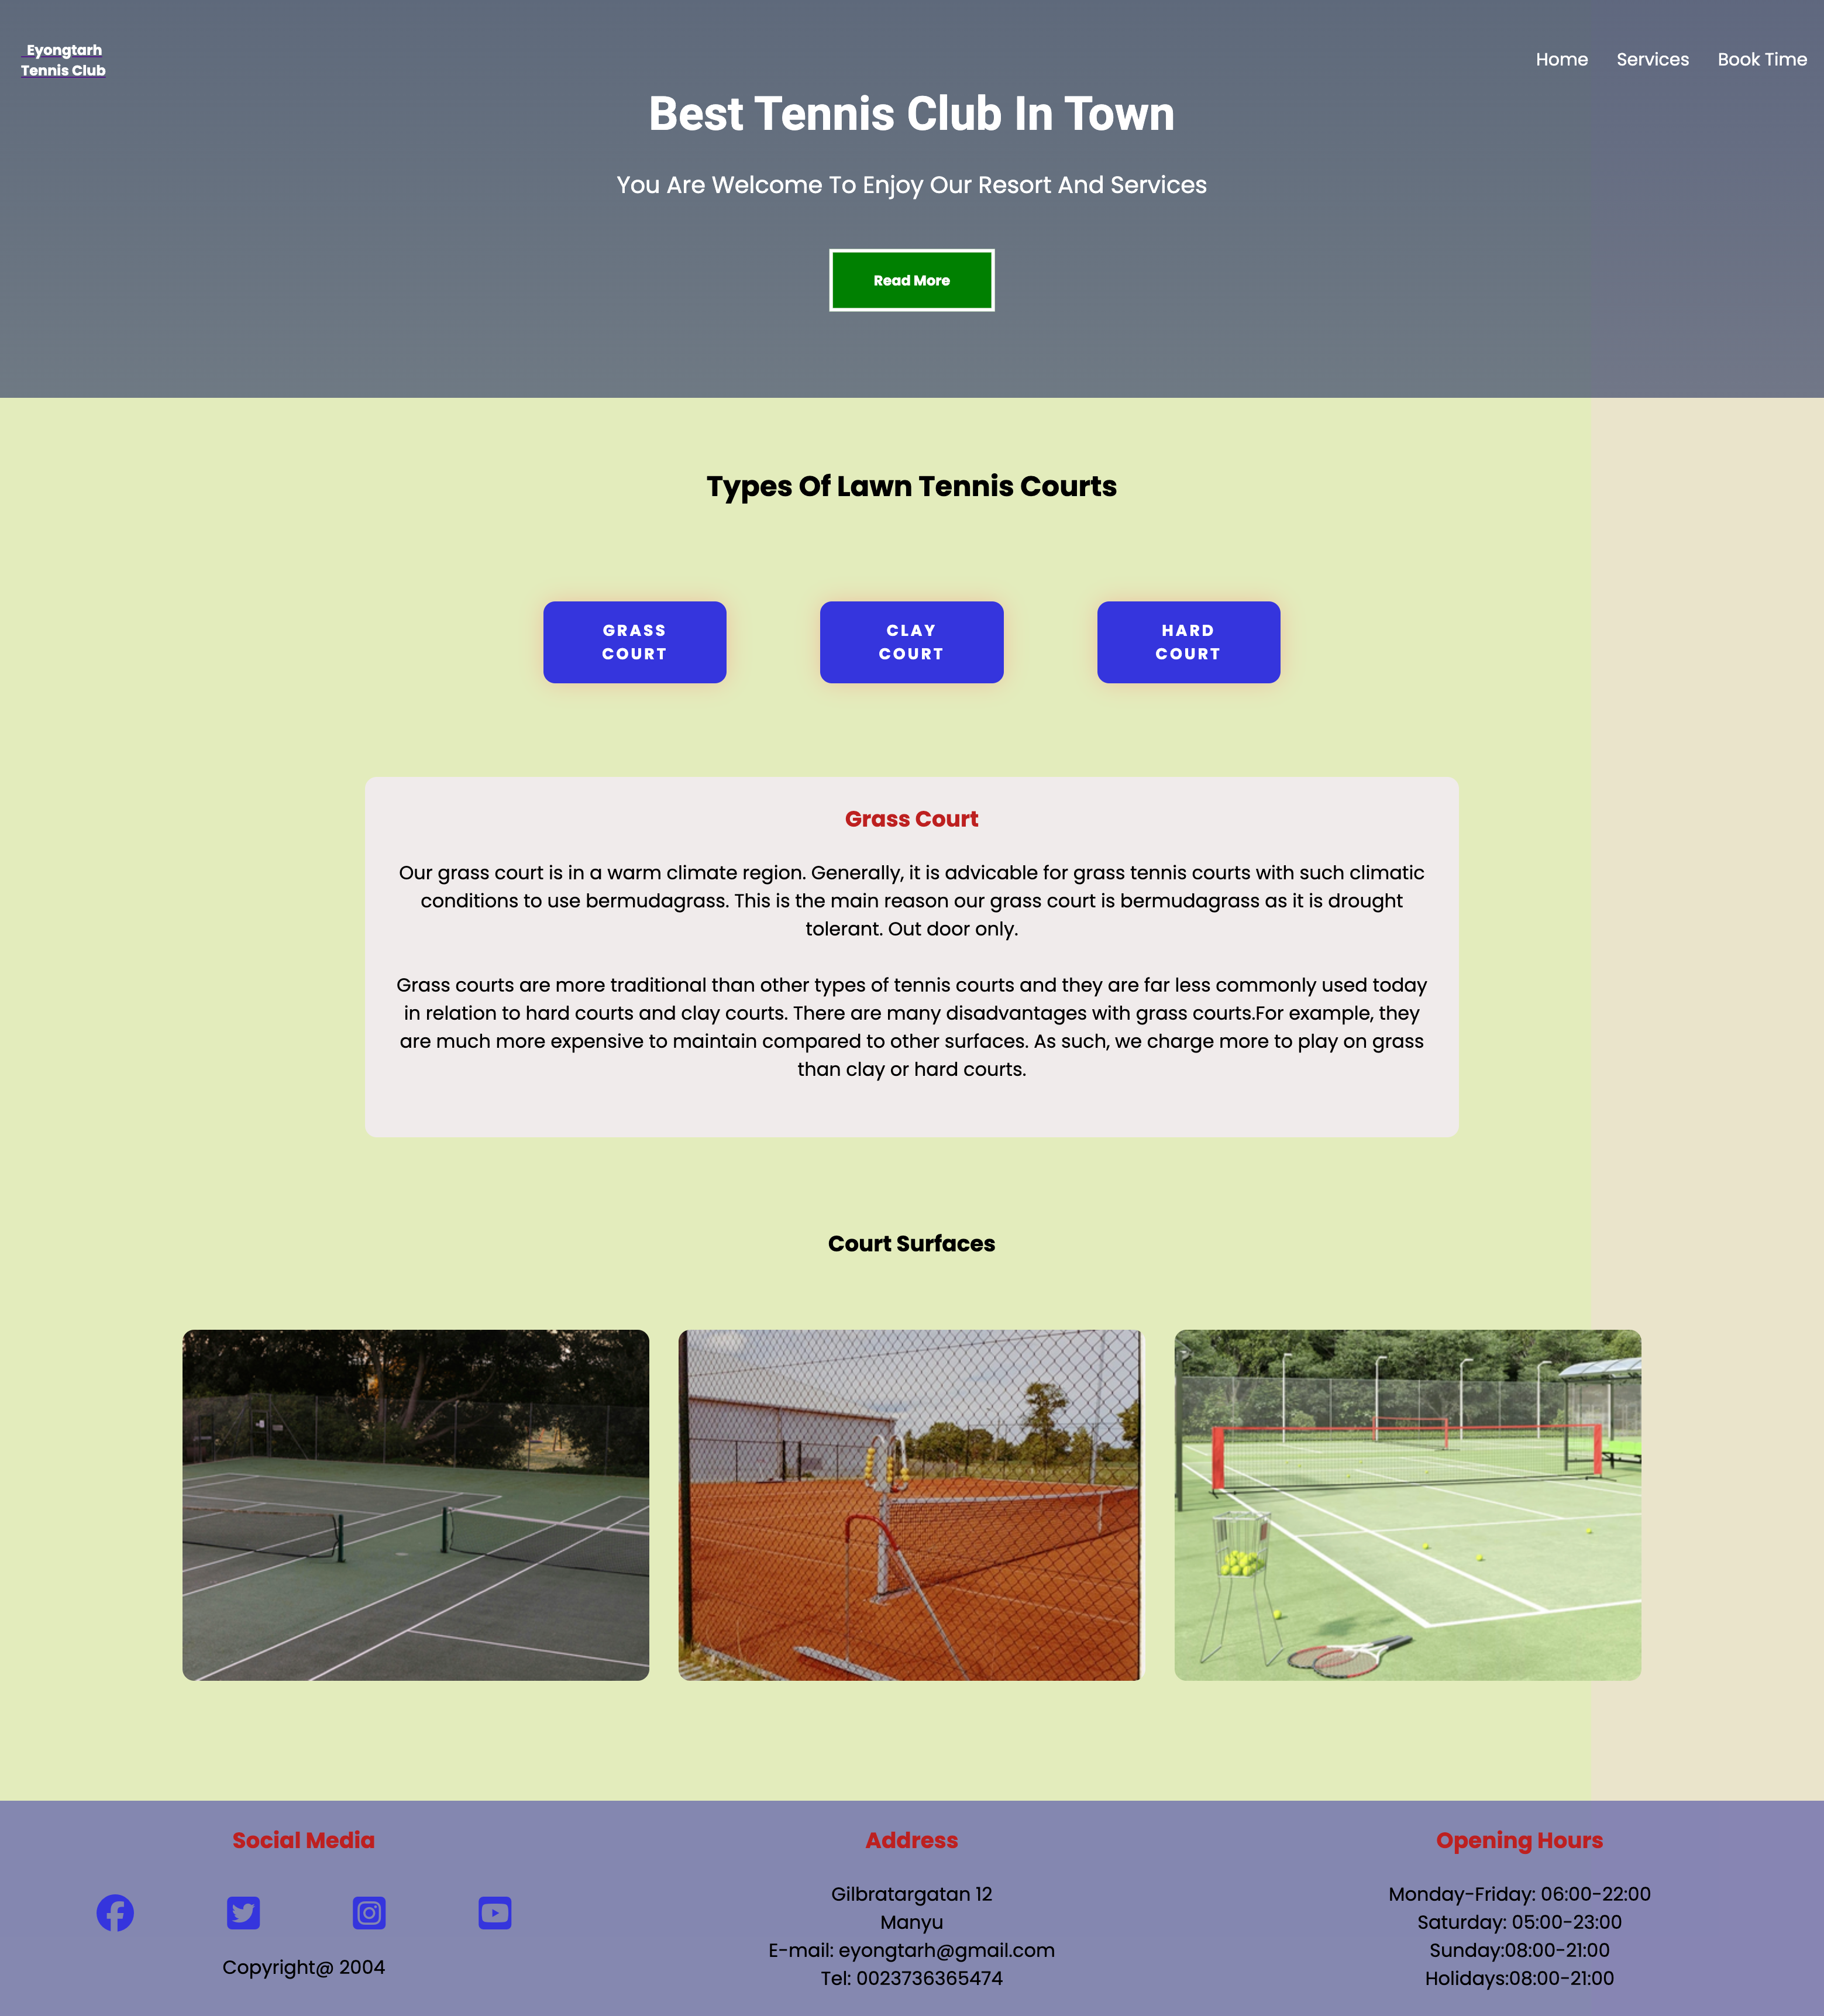 Eyongtarh
Tennis Club
Home Services Book Time
Best Tennis Club In Town
You Are Welcome To Enjoy Our Resort And Services
Read More
Types Of Lawn Tennis Courts
GRASS
COURT
CLAY
COURT
HARD
COURT
Grass Court
Our grass court is in a warm climate region. Generally, it is advicable for grass tennis courts with such climatic
conditions to use bermudagrass. This is the main reason our grass court is bermudagrass as it is drought
tolerant. Out door only.
Grass courts are more traditional than other types of tennis courts and they are far less commonly used today
in relation to hard courts and clay courts. There are many disadvantages with grass courts.For example, they
are much more expensive to maintain compared to other surfaces. As such, we charge more to play on grass
than clay or hard courts.
Court Surfaces
Social Media
Copyright@ 2004
Address
Gilbratargatan 12
Manyu
E-mail: eyongtarh@gmail.com
Tel: 0023736365474
Opening Hours
Monday-Friday: 06:00-22:00
Saturday: 05:00-23:00
Sunday:08:00-21:00
Holidays:08:00-21:00